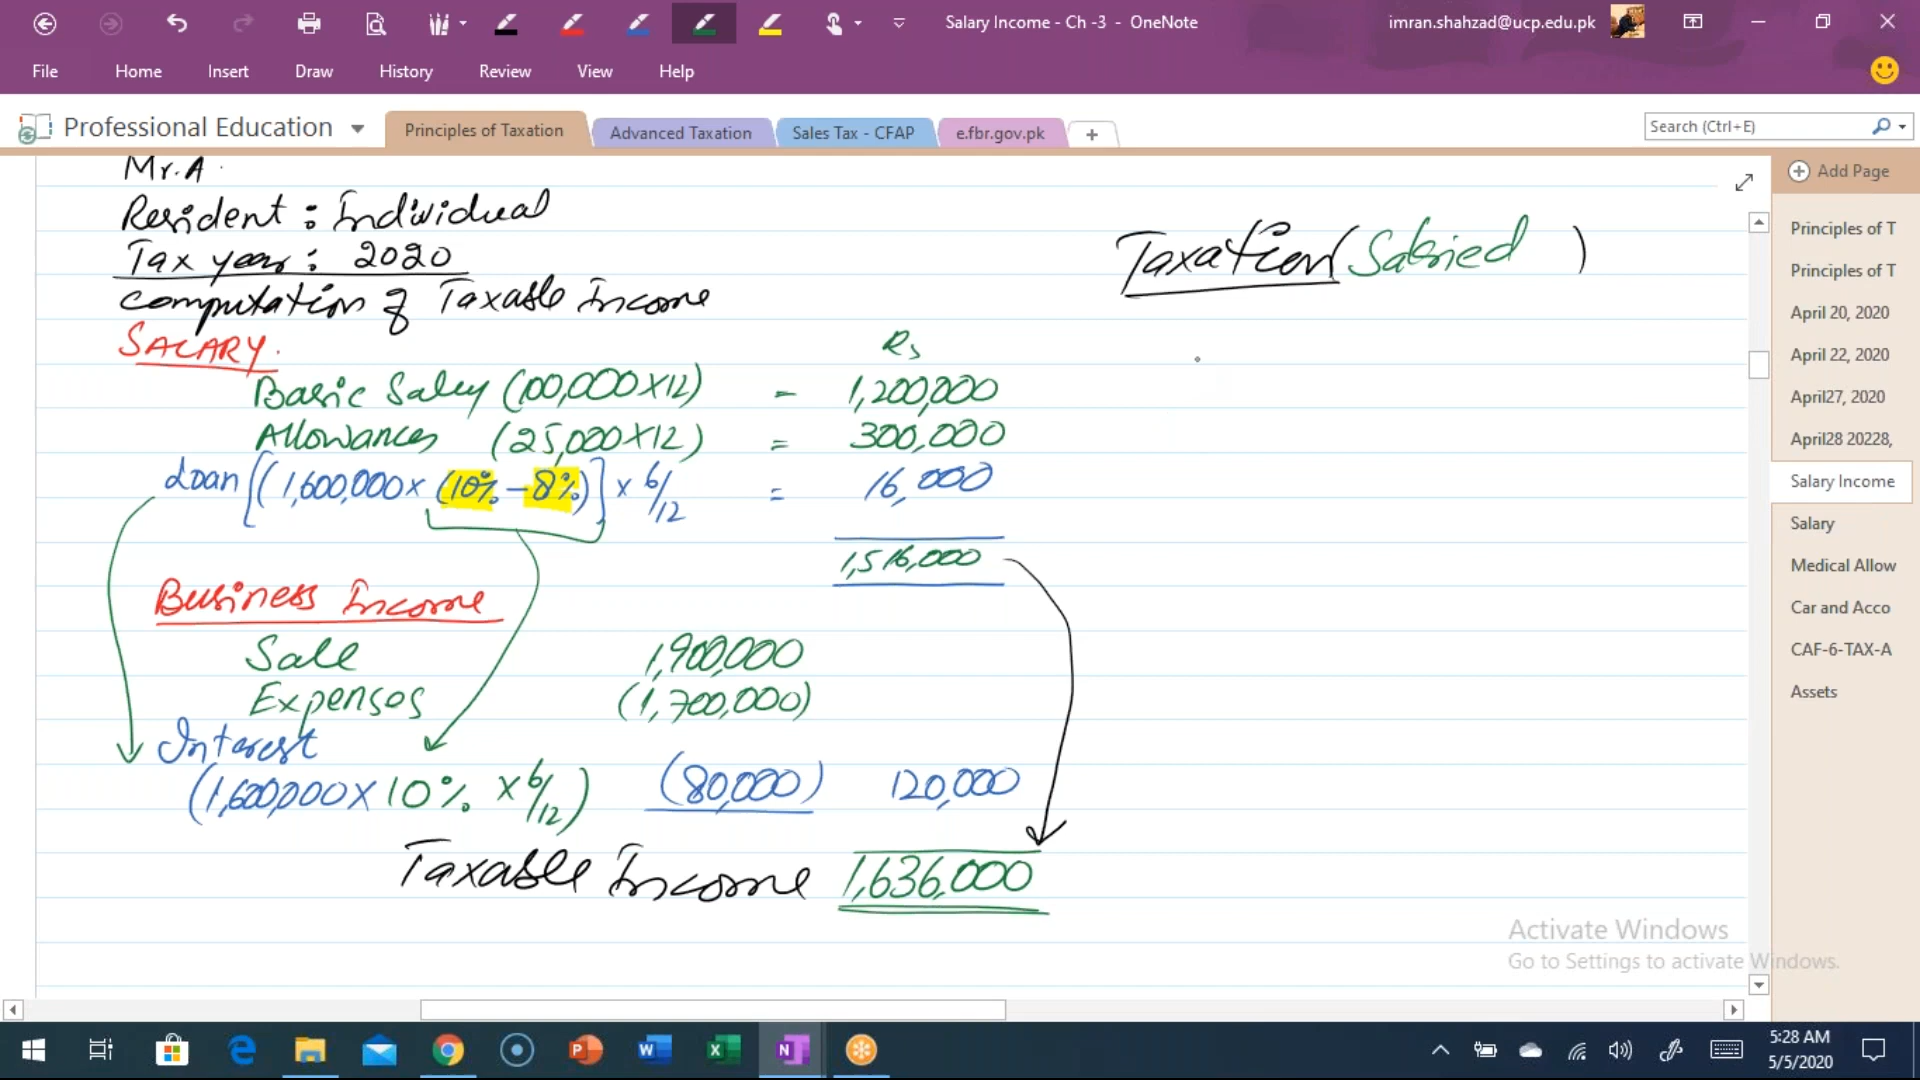 Salary Income - Ch -3 - OneNote
imran.shahzad@ucp.edu.pk
File Home Insert Draw History Review View Help
Professional Education
Principles of Taxation
Advanced Taxation
Sales Tax - CFAP
e.fbr.gov.pk
Search (Ctrl+E)
Add Page
Principles of T
Principles of T
April 20, 2020
April 22, 2020
April27, 2020
April28 20228,
Salary Income
Salary
Medical Allow
Car and Acco
CAF-6-TAX-A
Assets
Mr. A
Resident : Individual
Tax year : 2020
Computation of Taxable Income
SALARY.
Rs
Basic Salary (100,000x12) - 1,200,000
Allowances (25,000x12) = 300,000
Loan [(1,600,000x (10% - 8%)] x 6/12 = 16,000
1,516,000
Business Income
Sale 1,900,000
Expenses (1,700,000)
Interest
(1,600,000x 10% x 6/12) (80,000) 120,000
Taxable Income 1,636,000
Taxation (Salried )
Activate Windows
Go to Settings to activate Windows.
5:28 AM
5/5/2020